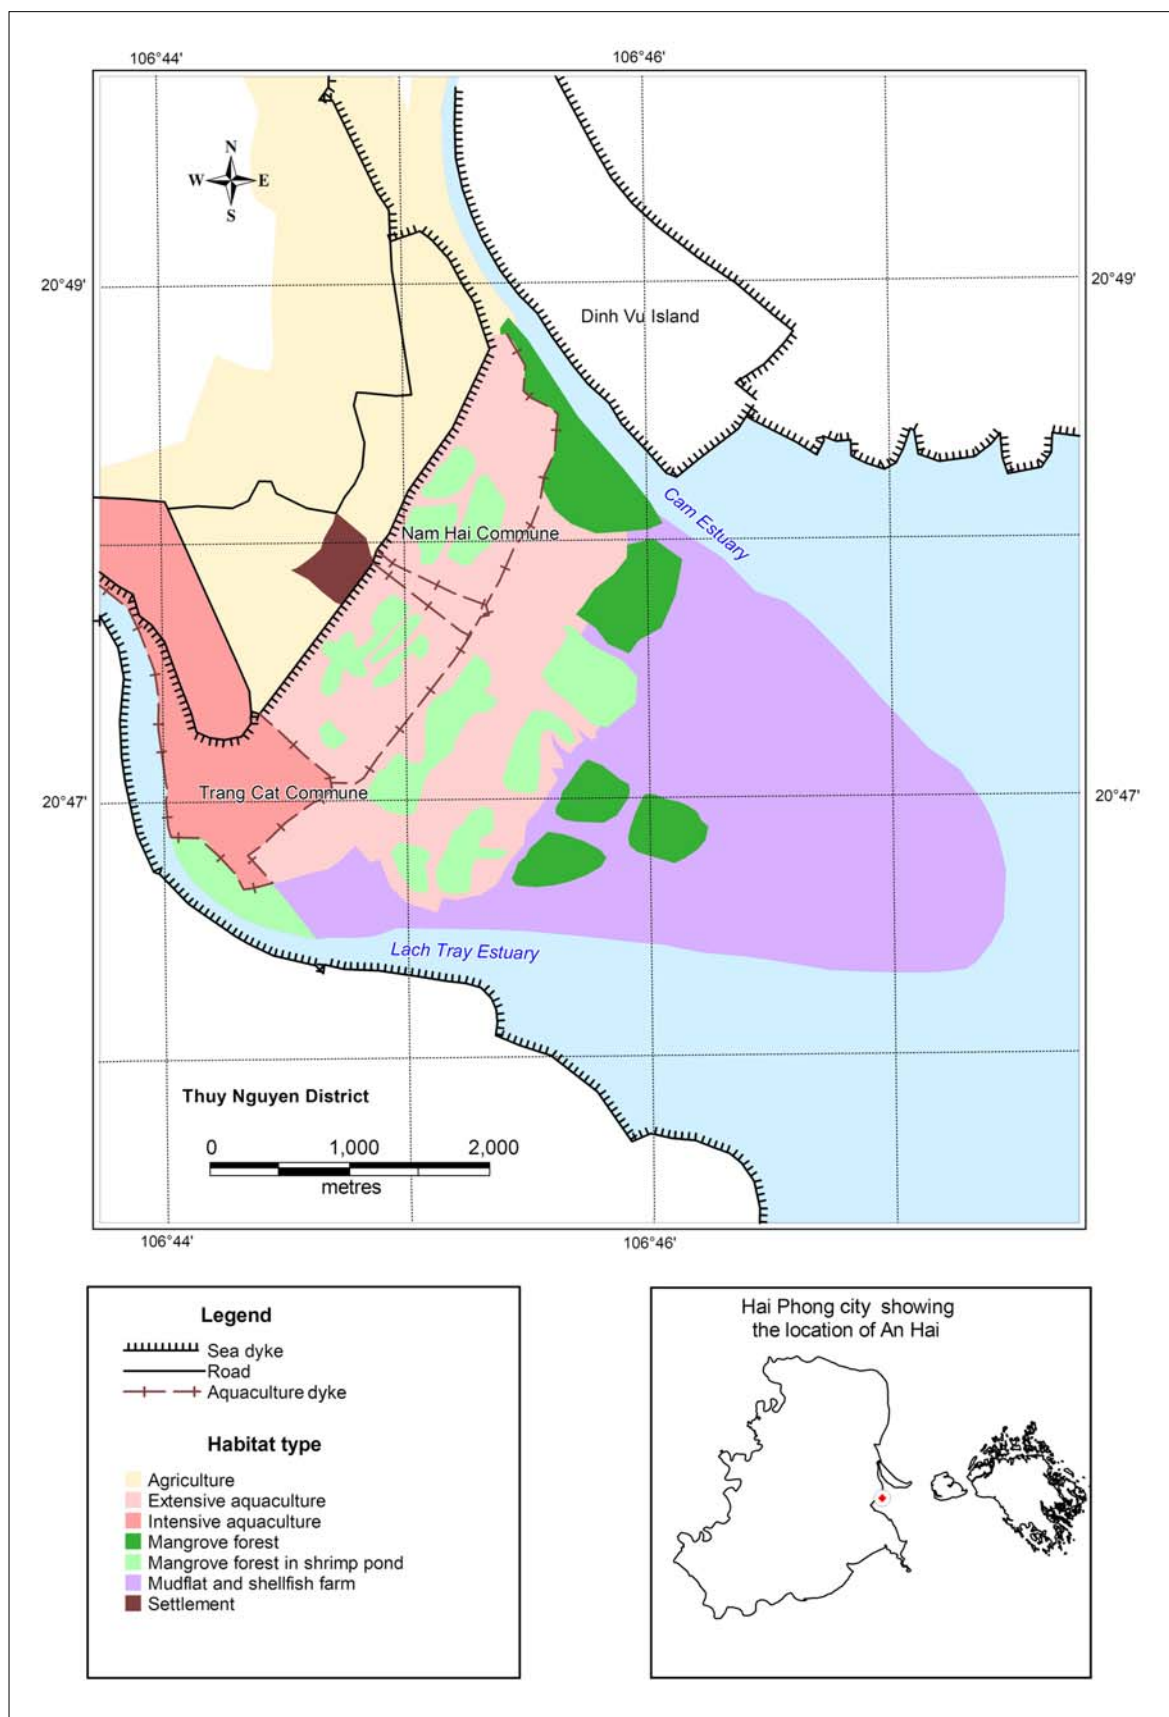 106°44'
106°46'
N
W
E
S
20°49'
20°49'
Dinh Vu Island
Cam Estuary
Nam Hai Commune
Trang Cat Commune
20°47'
20°47'
Lach Tray Estuary
Thuy Nguyen District
0 1,000 2,000
metres
106°44'
106°46'
Legend
Sea dyke
Road
Aquaculture dyke
Habitat type
Agriculture
Extensive aquaculture
Intensive aquaculture
Mangrove forest
Mangrove forest in shrimp pond
Mudflat and shellfish farm
Settlement
Hai Phong city showing
the location of An Hai